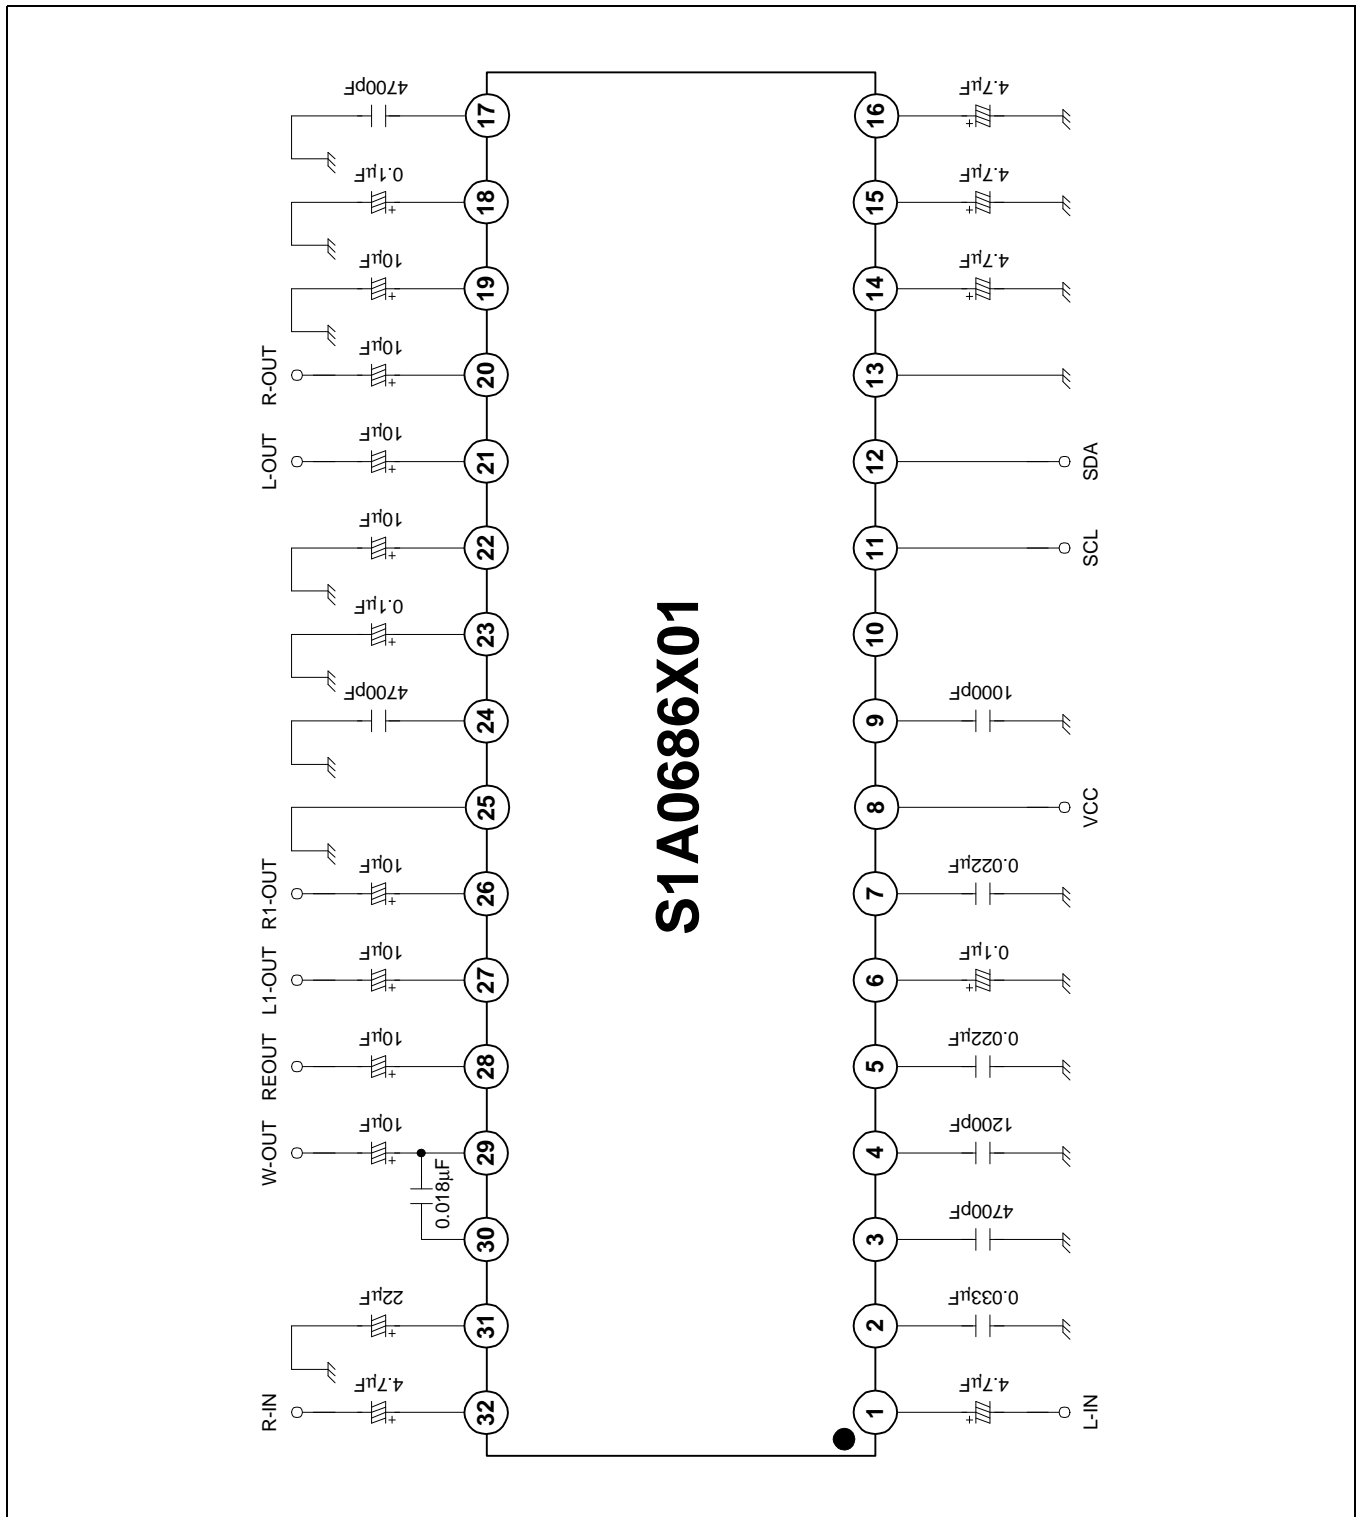 4700pF
17
16
4.7µF
0.1µF
18
15
4.7µF
10µF
19
14
4.7µF
R-OUT
10µF
20
13
L-OUT
10µF
21
12
SDA
10µF
22
11
SCL
0.1µF
23
10
4700pF
24
9
1000pF
25
8
VCC
S1A0686X01
R1-OUT
10µF
26
7
0.022µF
L1-OUT
10µF
27
6
0.1µF
REOUT
10µF
28
5
0.022µF
W-OUT
10µF
29
4
1200pF
0.018µF
30
3
4700pF
22µF
31
2
0.033µF
R-IN
4.7µF
32
1
4.7µF
L-IN